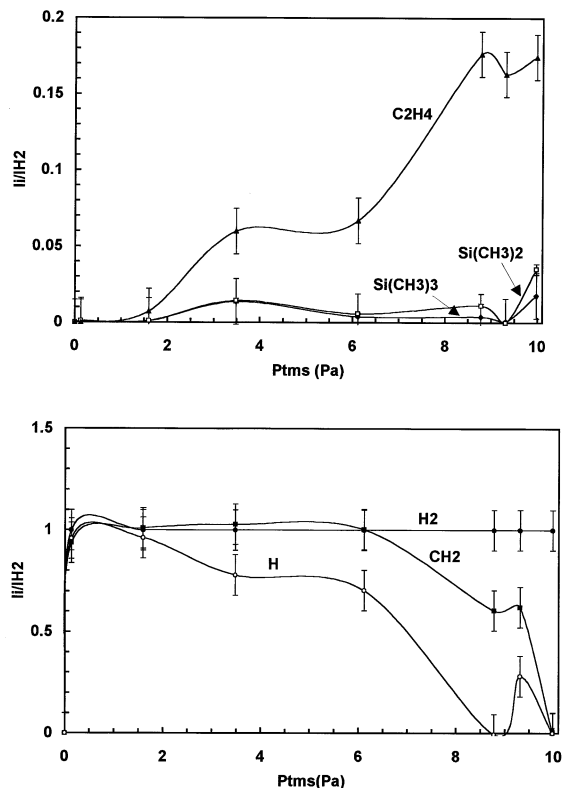 0.2
0.15
0.1
0.05
0
Ii/IH2
C2H4
Si(CH3)2
Si(CH3)3
0 2 4 6 8 10
Ptms (Pa)
1.5
1
0.5
0
Ii/IH2
H2
CH2
H
0 2 4 6 8 10
Ptms(Pa)